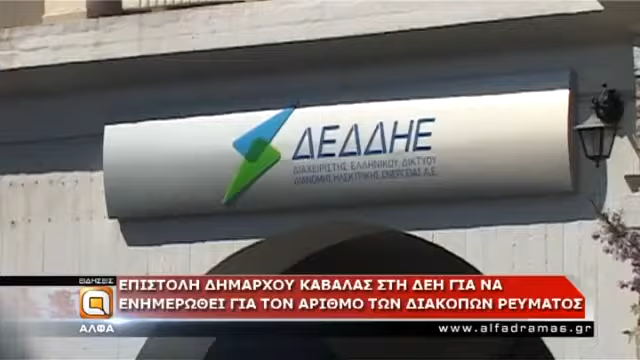 ΔΕΔΔΗΕ
ΔΙΑΧΕΙΡΙΣΤΗΣ ΕΛΛΗΝΙΚΟΥ ΔΙΚΤΥΟΥ
ΔΙΑΝΟΜΗΣ ΗΛΕΚΤΡΙΚΗΣ ΕΝΕΡΓΕΙΑΣ Α.Ε.
ΕΙΔΗΣΕΙΣ
ΑΛΦΑ
ΕΠΙΣΤΟΛΗ ΔΗΜΑΡΧΟΥ ΚΑΒΑΛΑΣ ΣΤΗ ΔΕΗ ΓΙΑ ΝΑ
ΕΝΗΜΕΡΩΘΕΙ ΓΙΑ ΤΟΝ ΑΡΙΘΜΟ ΤΩΝ ΔΙΑΚΟΠΩΝ ΡΕΥΜΑΤΟΣ
www.alfadramas.gr